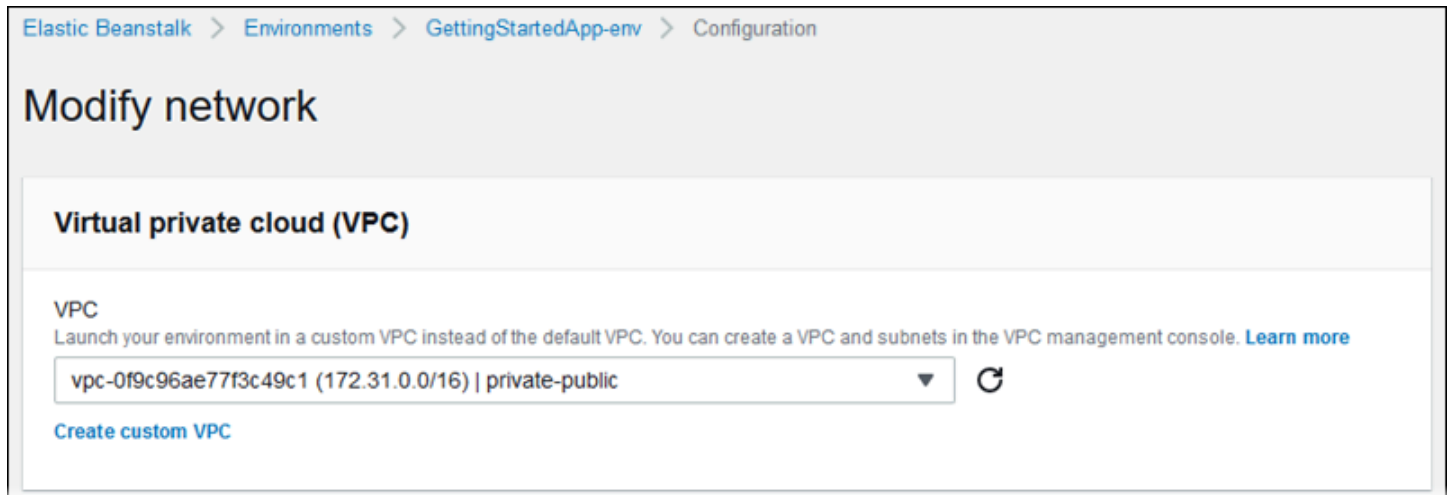 Elastic Beanstalk > Environments > GettingStartedApp-env > Configuration
Modify network
Virtual private cloud (VPC)
VPC
Launch your environment in a custom VPC instead of the default VPC. You can create a VPC and subnets in the VPC management console. Learn more
vpc-0f9c96ae77f3c49c1 (172.31.0.0/16) | private-public
Create custom VPC